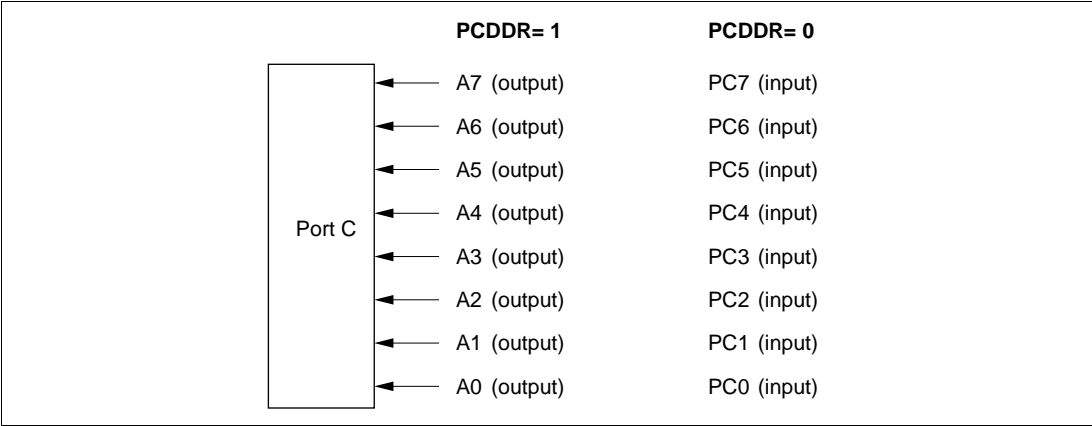 PCDDR= 1 PCDDR= 0
A7 (output) PC7 (input)
A6 (output) PC6 (input)
A5 (output) PC5 (input)
A4 (output) PC4 (input)
Port C
A3 (output) PC3 (input)
A2 (output) PC2 (input)
A1 (output) PC1 (input)
A0 (output) PC0 (input)